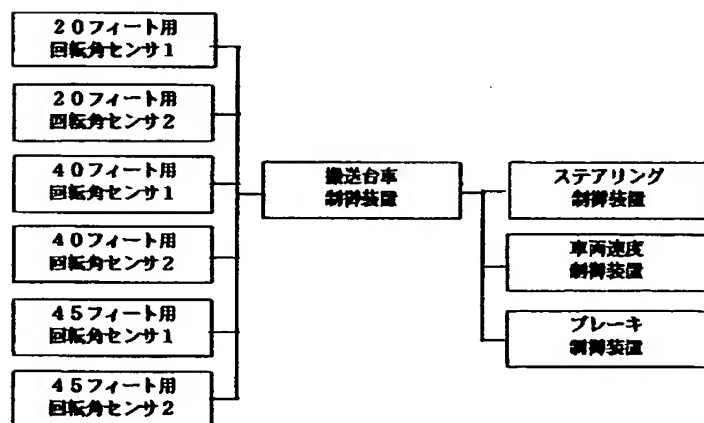 ２０フィート用
回転角センサ１
２０フィート用
回転角センサ２
４０フィート用
回転角センサ１
４０フィート用
回転角センサ２
４５フィート用
回転角センサ１
４５フィート用
回転角センサ２
搬送台車
制御装置
ステアリング
制御装置
車両速度
制御装置
ブレーキ
制御装置